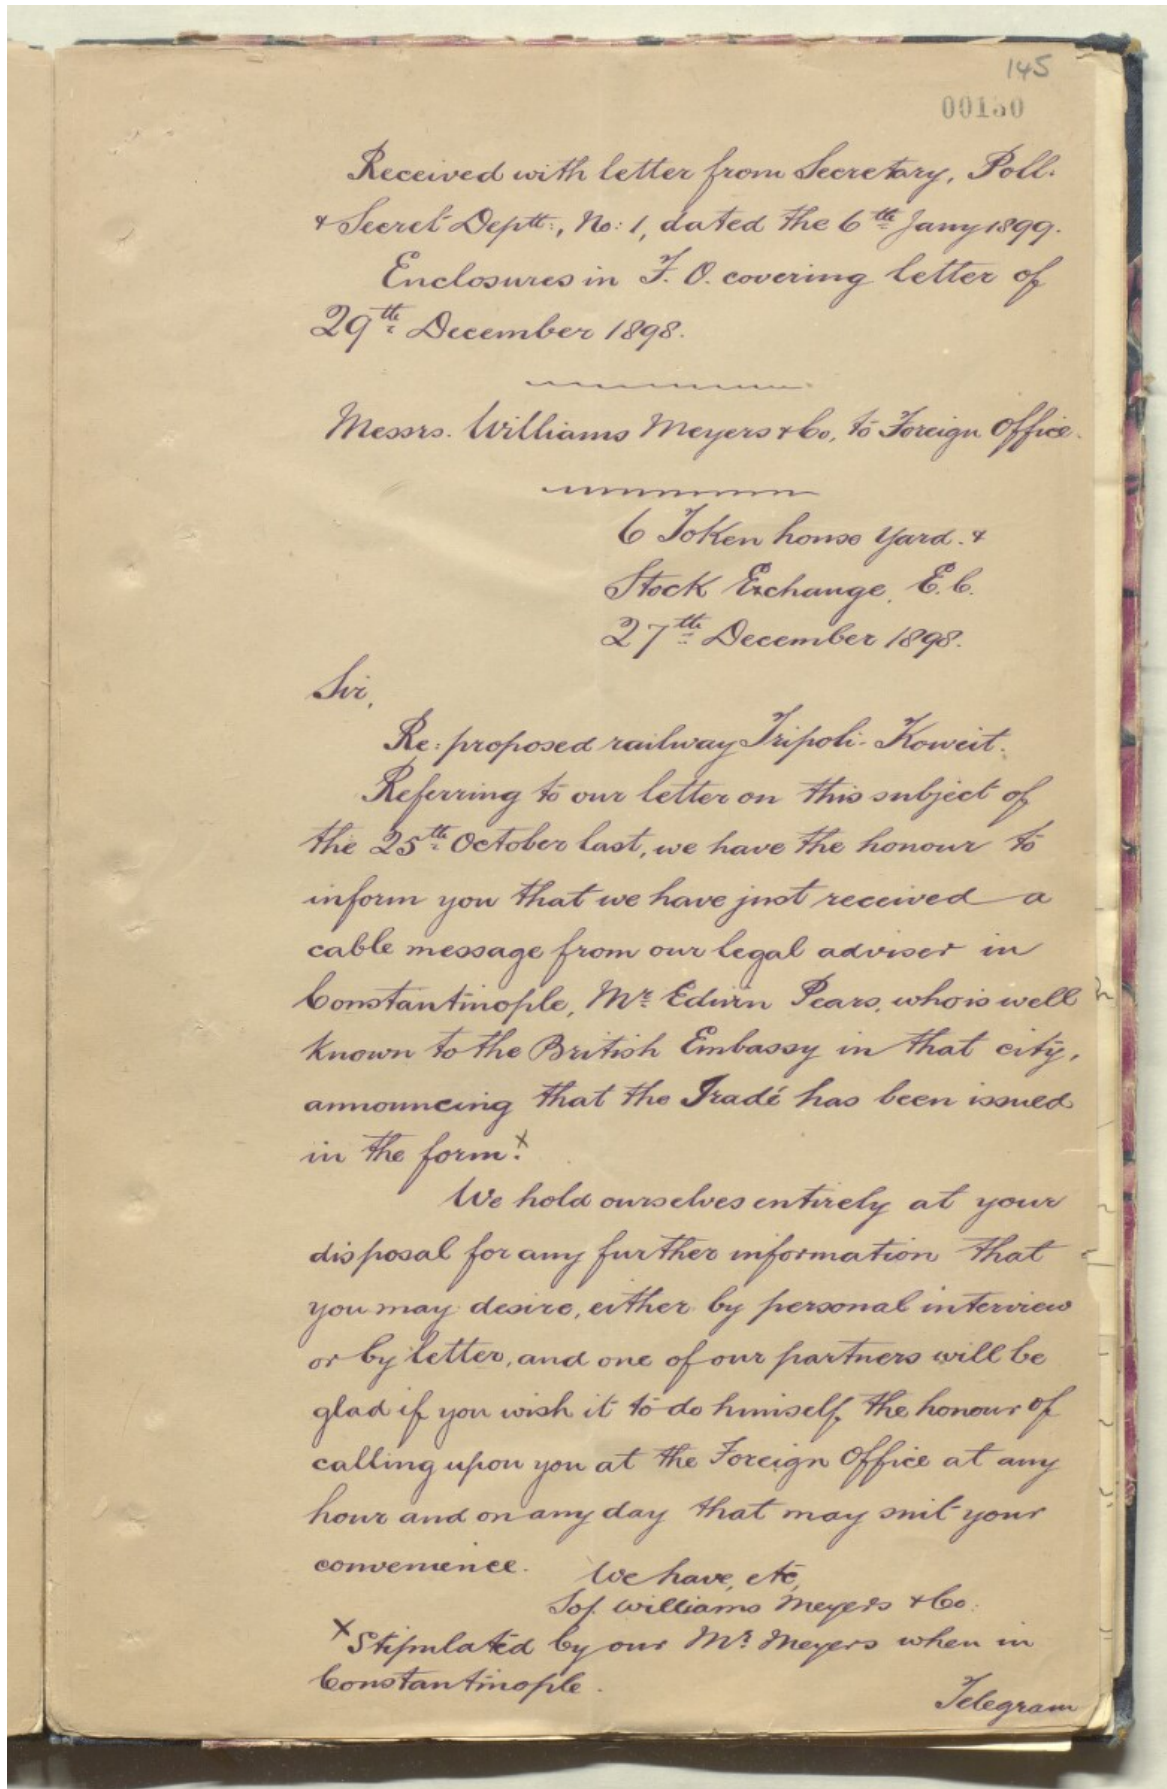 145
00130
Received with letter from Secretary, Poll.
& Secret Deptt:, No: 1, dated the 6th Jany 1899.
Enclosures in F. O. covering letter of
29th December 1898.
Messrs. Williams Meyers & Co, to Foreign Office.
6 Token house Yard. &
Stock Exchange, E.C.
27th December 1898.
Sir,
Re: proposed railway Tripoli-Koweit.
Referring to our letter on this subject of
the 25th October last, we have the honour to
inform you that we have just received a
cable message from our legal adviser in
Constantinople, Mr Edwin Pears, who is well
known to the British Embassy in that city,
announcing that the Iradé has been issued
in the form.x
We hold ourselves entirely at your
disposal for any further information that
you may desire, either by personal interview
or by letter, and one of our partners will be
glad if you wish it to do himself the honour of
calling upon you at the Foreign Office at any
hour and on any day that may suit your
convenience.
We have, etc,
Williams Meyers & Co.
x Stipulated by our Mr Meyers when in
Constantinople.
Telegram